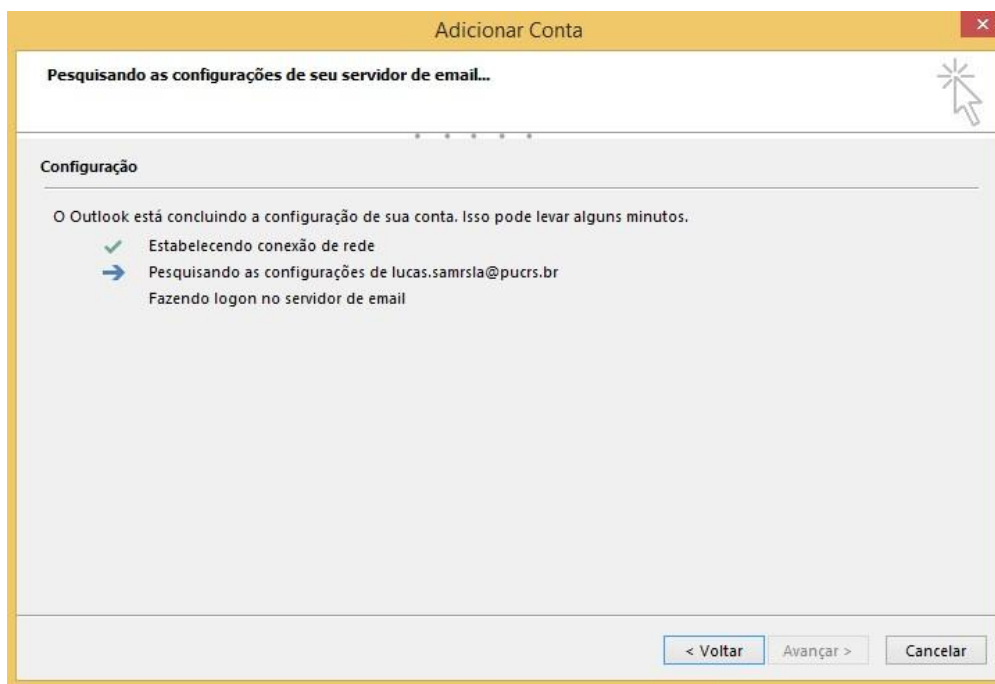 Adicionar Conta
Pesquisando as configurações de seu servidor de email...
Configuração
O Outlook está concluindo a configuração de sua conta. Isso pode levar alguns minutos.
Estabelecendo conexão de rede
Pesquisando as configurações de lucas.samrsla@pucrs.br
Fazendo logon no servidor de email
< Voltar Avançar > Cancelar